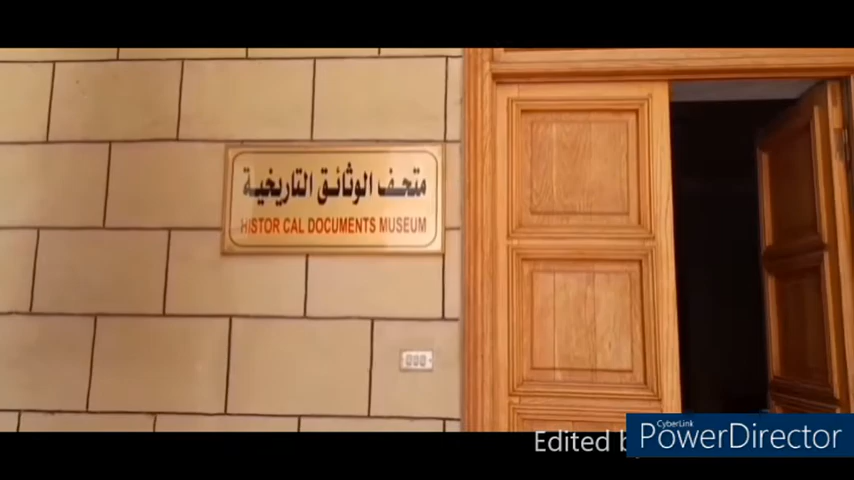 متحف الوثائق التاريخية
HISTOR CAL DOCUMENTS MUSEUM
Edited b
CyberLink
PowerDirector